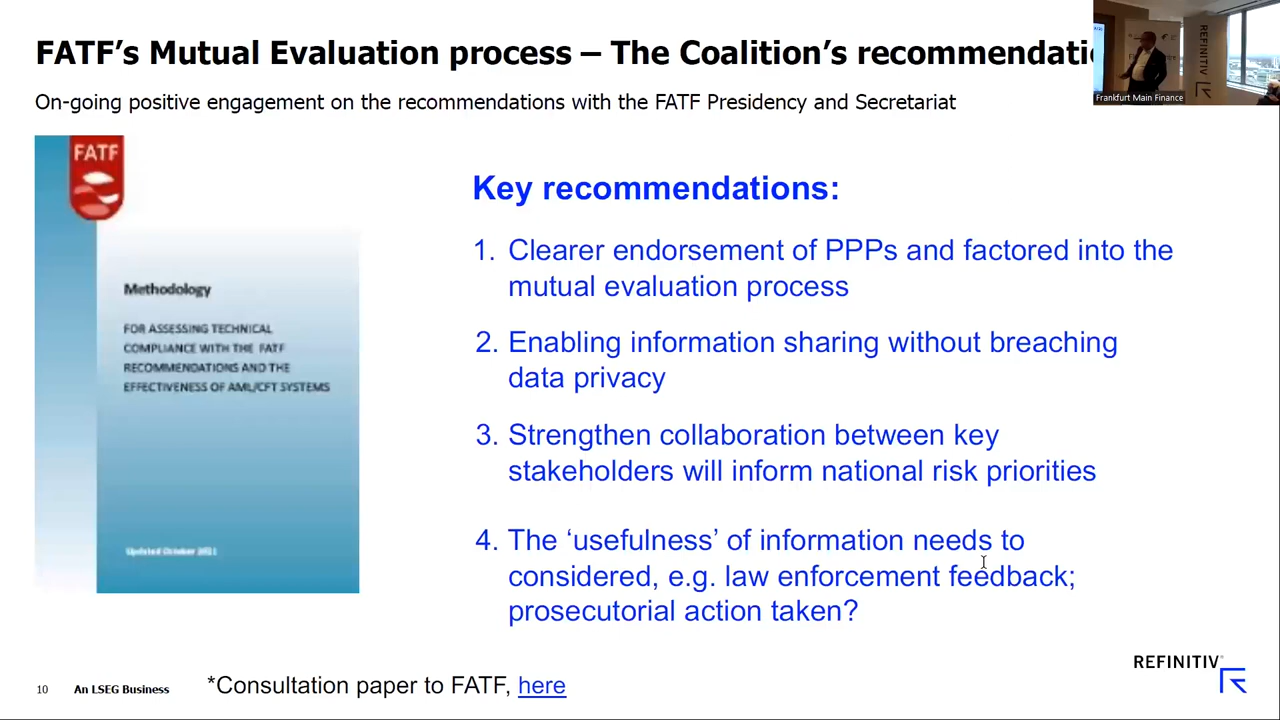 FATF's Mutual Evaluation process – The Coalition's recommendatio
On-going positive engagement on the recommendations with the FATF Presidency and Secretariat
Frankfurt Main Finance
REFINITIV
FATF
Methodology
FOR ASSESSING TECHNICAL
COMPLIANCE WITH THE FATF
RECOMMENDATIONS AND THE
EFFECTIVENESS OF AML/CFT SYSTEMS
Updated October 2021
Key recommendations:
1. Clearer endorsement of PPPs and factored into the
mutual evaluation process
2. Enabling information sharing without breaching
data privacy
3. Strengthen collaboration between key
stakeholders will inform national risk priorities
4. The ‘usefulness’ of information needs to
considered, e.g. law enforcement feedback;
prosecutorial action taken?
REFINITIV
10 An LSEG Business
*Consultation paper to FATF, here